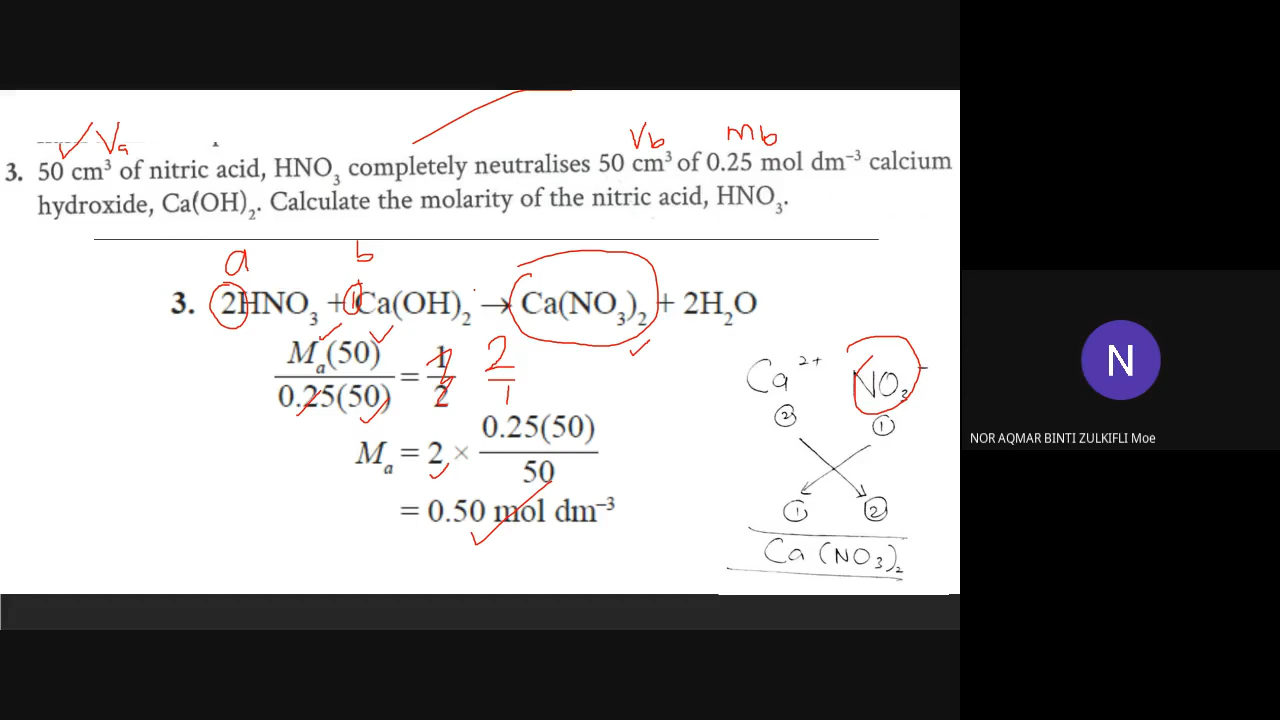 Va Vb Mb
3. 50 cm³ of nitric acid, HNO₃ completely neutralises 50 cm³ of 0.25 mol dm⁻³ calcium
hydroxide, Ca(OH)₂. Calculate the molarity of the nitric acid, HNO₃.
a b
3. 2HNO₃ + 1Ca(OH)₂ → Ca(NO₃)₂ + 2H₂O
Mₐ(50) / 0.25(50) = 1/2 2/1
Mₐ = 2 × 0.25(50) / 50
= 0.50 mol dm⁻³
Ca²⁺ NO₃⁻
2 1
1 2
Ca(NO₃)₂
N
NOR AQMAR BINTI ZULKIFLI Moe